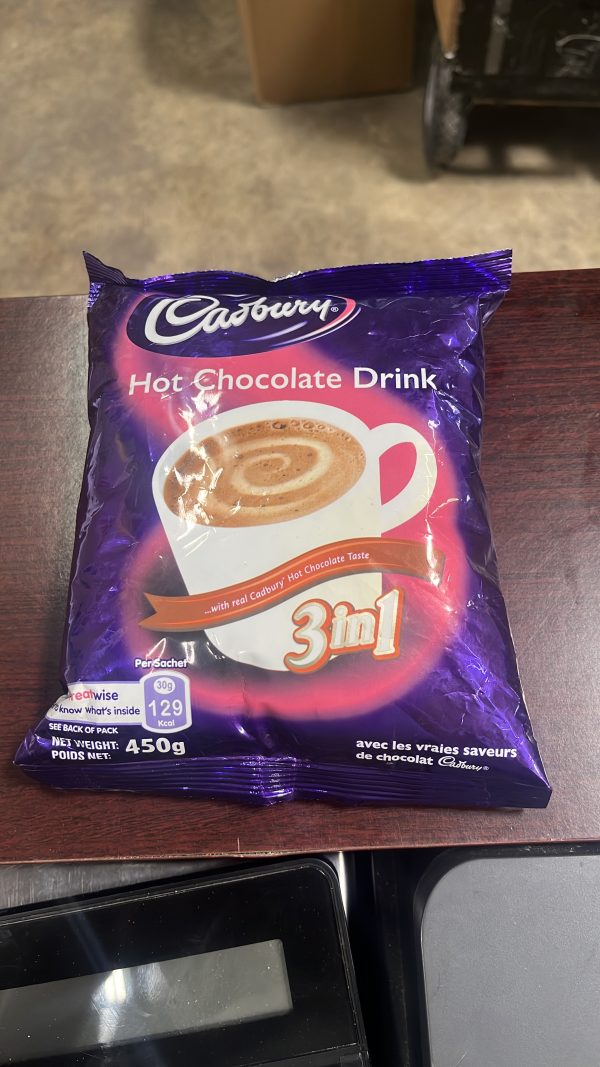 Cadbury®
Hot Chocolate Drink
...with real Cadbury® Hot Chocolate Taste
3in1
Per Sachet
30g
129
Kcal
treatwise
know what's inside
SEE BACK OF PACK
NET WEIGHT: 450g
POIDS NET:
avec les vraies saveurs
de chocolat Cadbury®